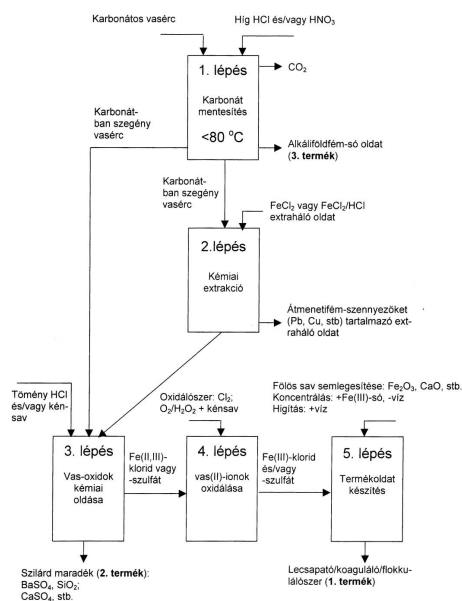 Karbonátos vasérc
Híg HCl és/vagy HNO₃
1. lépés
Karbonát
mentesítés
<80 °C
CO₂
Karbonát-
ban szegény
vasérc
Alkáliföldfém-só oldat
(3. termék)
Karbonát-
ban szegény
vasérc
FeCl₂ vagy FeCl₂/HCl
extraháló oldat
2.lépés
Kémiai
extrakció
Átmenetifém-szennyezőket
(Pb, Cu, stb) tartalmazó ext-
raháló oldat
Tömény HCl
és/vagy kén-
sav
Oxidálószer: Cl₂;
O₂/H₂O₂ + kénsav
Fölös sav semlegesítése: Fe₂O₃, CaO, stb.
Koncentrálás: +Fe(III)-só, -víz
Higítás: +víz
3. lépés
Vas-oxidok
kémiai
oldása
Fe(II,III)-
klorid vagy
-szulfát
4. lépés
vas(II)-ionok
oxidálása
Fe(III)-klorid
és/vagy
-szulfát
5. lépés
Termékoldat
készítés
Szilárd maradék (2. termék):
BaSO₄, SiO₂;
CaSO₄, stb.
Lecsapató/koaguláló/flokku-
lálószer (1. termék)